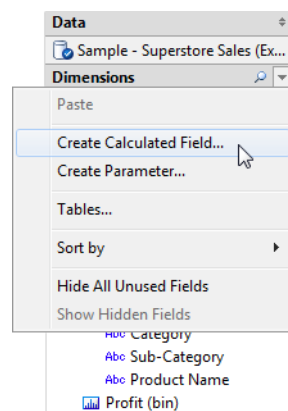 Data
Sample - Superstore Sales (Ex...
Dimensions
Paste
Create Calculated Field...
Create Parameter...
Tables...
Sort by
Hide All Unused Fields
Show Hidden Fields
Abc Category
Abc Sub-Category
Abc Product Name
Profit (bin)